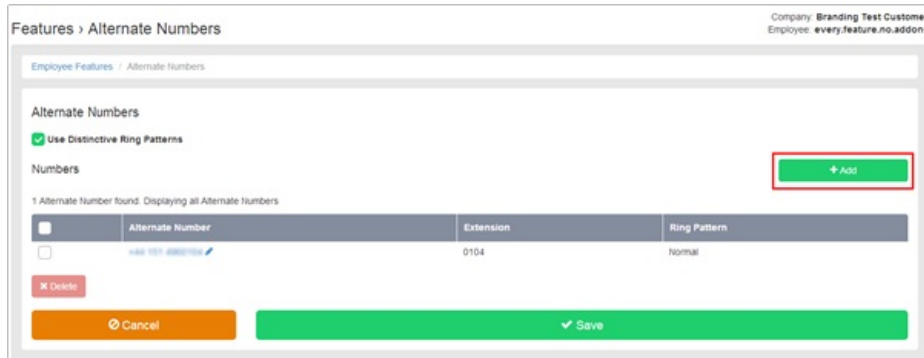 Company: Branding Test Custome
Features › Alternate Numbers
Employee: every.feature.no.addon
Employee Features / Alternate Numbers
Alternate Numbers
Use Distinctive Ring Patterns
Numbers
+ Add
1 Alternate Number found. Displaying all Alternate Numbers
Alternate Number Extension Ring Pattern
0104 Normal
Delete
Cancel Save